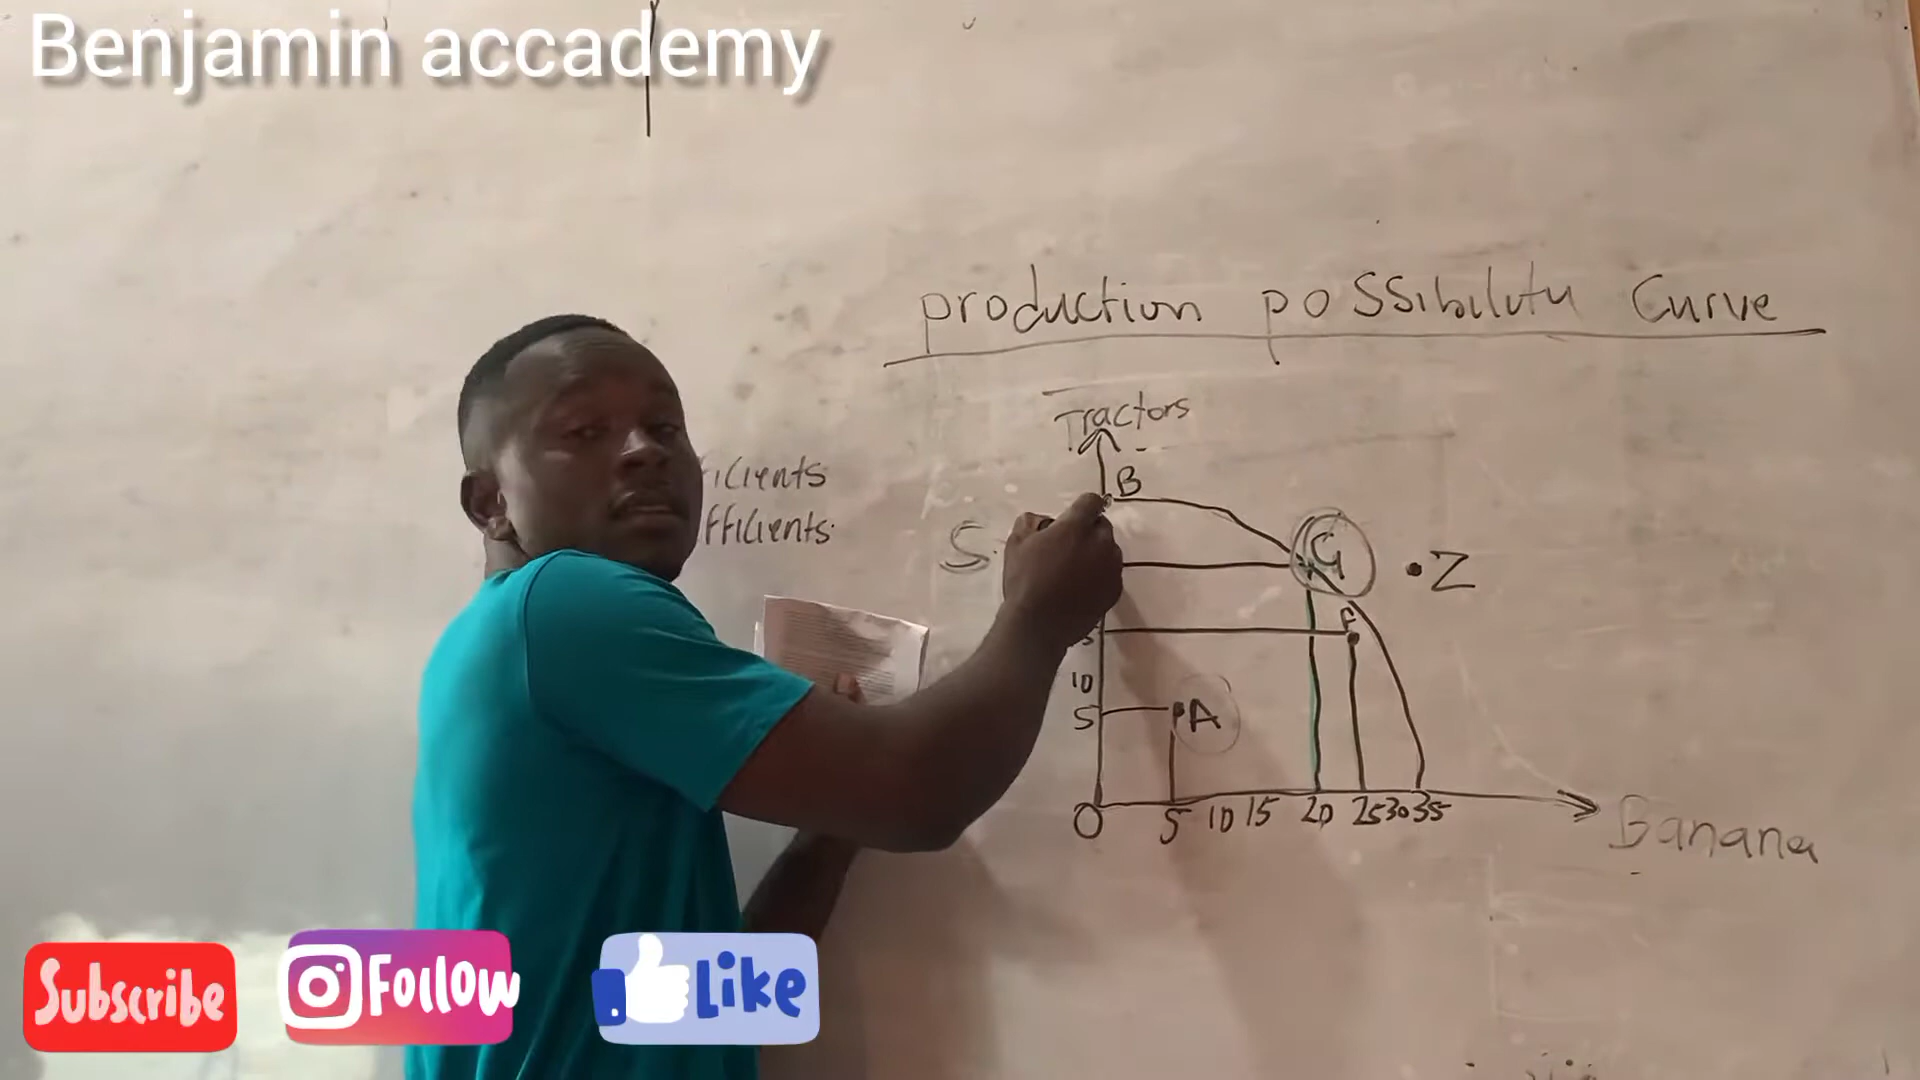 Benjamin accademy
production possibility Curve
Tractors
B
ficients
fficients.
S
G
Z
F
10
5
A
O
5 10 15 20 25 30 35
Banana
Subscribe
Follow
Like